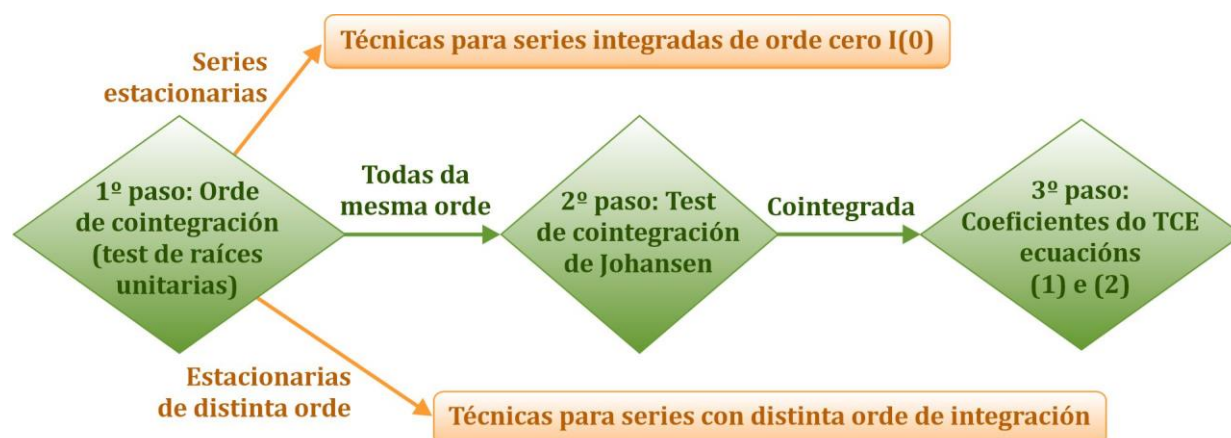 Técnicas para series integradas de orde cero I(0)
Series
estacionarias
1º paso: Orde
de cointegración
(test de raíces
unitarias)
Todas da
mesma orde
2º paso: Test
de cointegración
de Johansen
Cointegrada
3º paso:
Coeficientes do TCE
ecuacións
(1) e (2)
Estacionarias
de distinta orde
Técnicas para series con distinta orde de integración